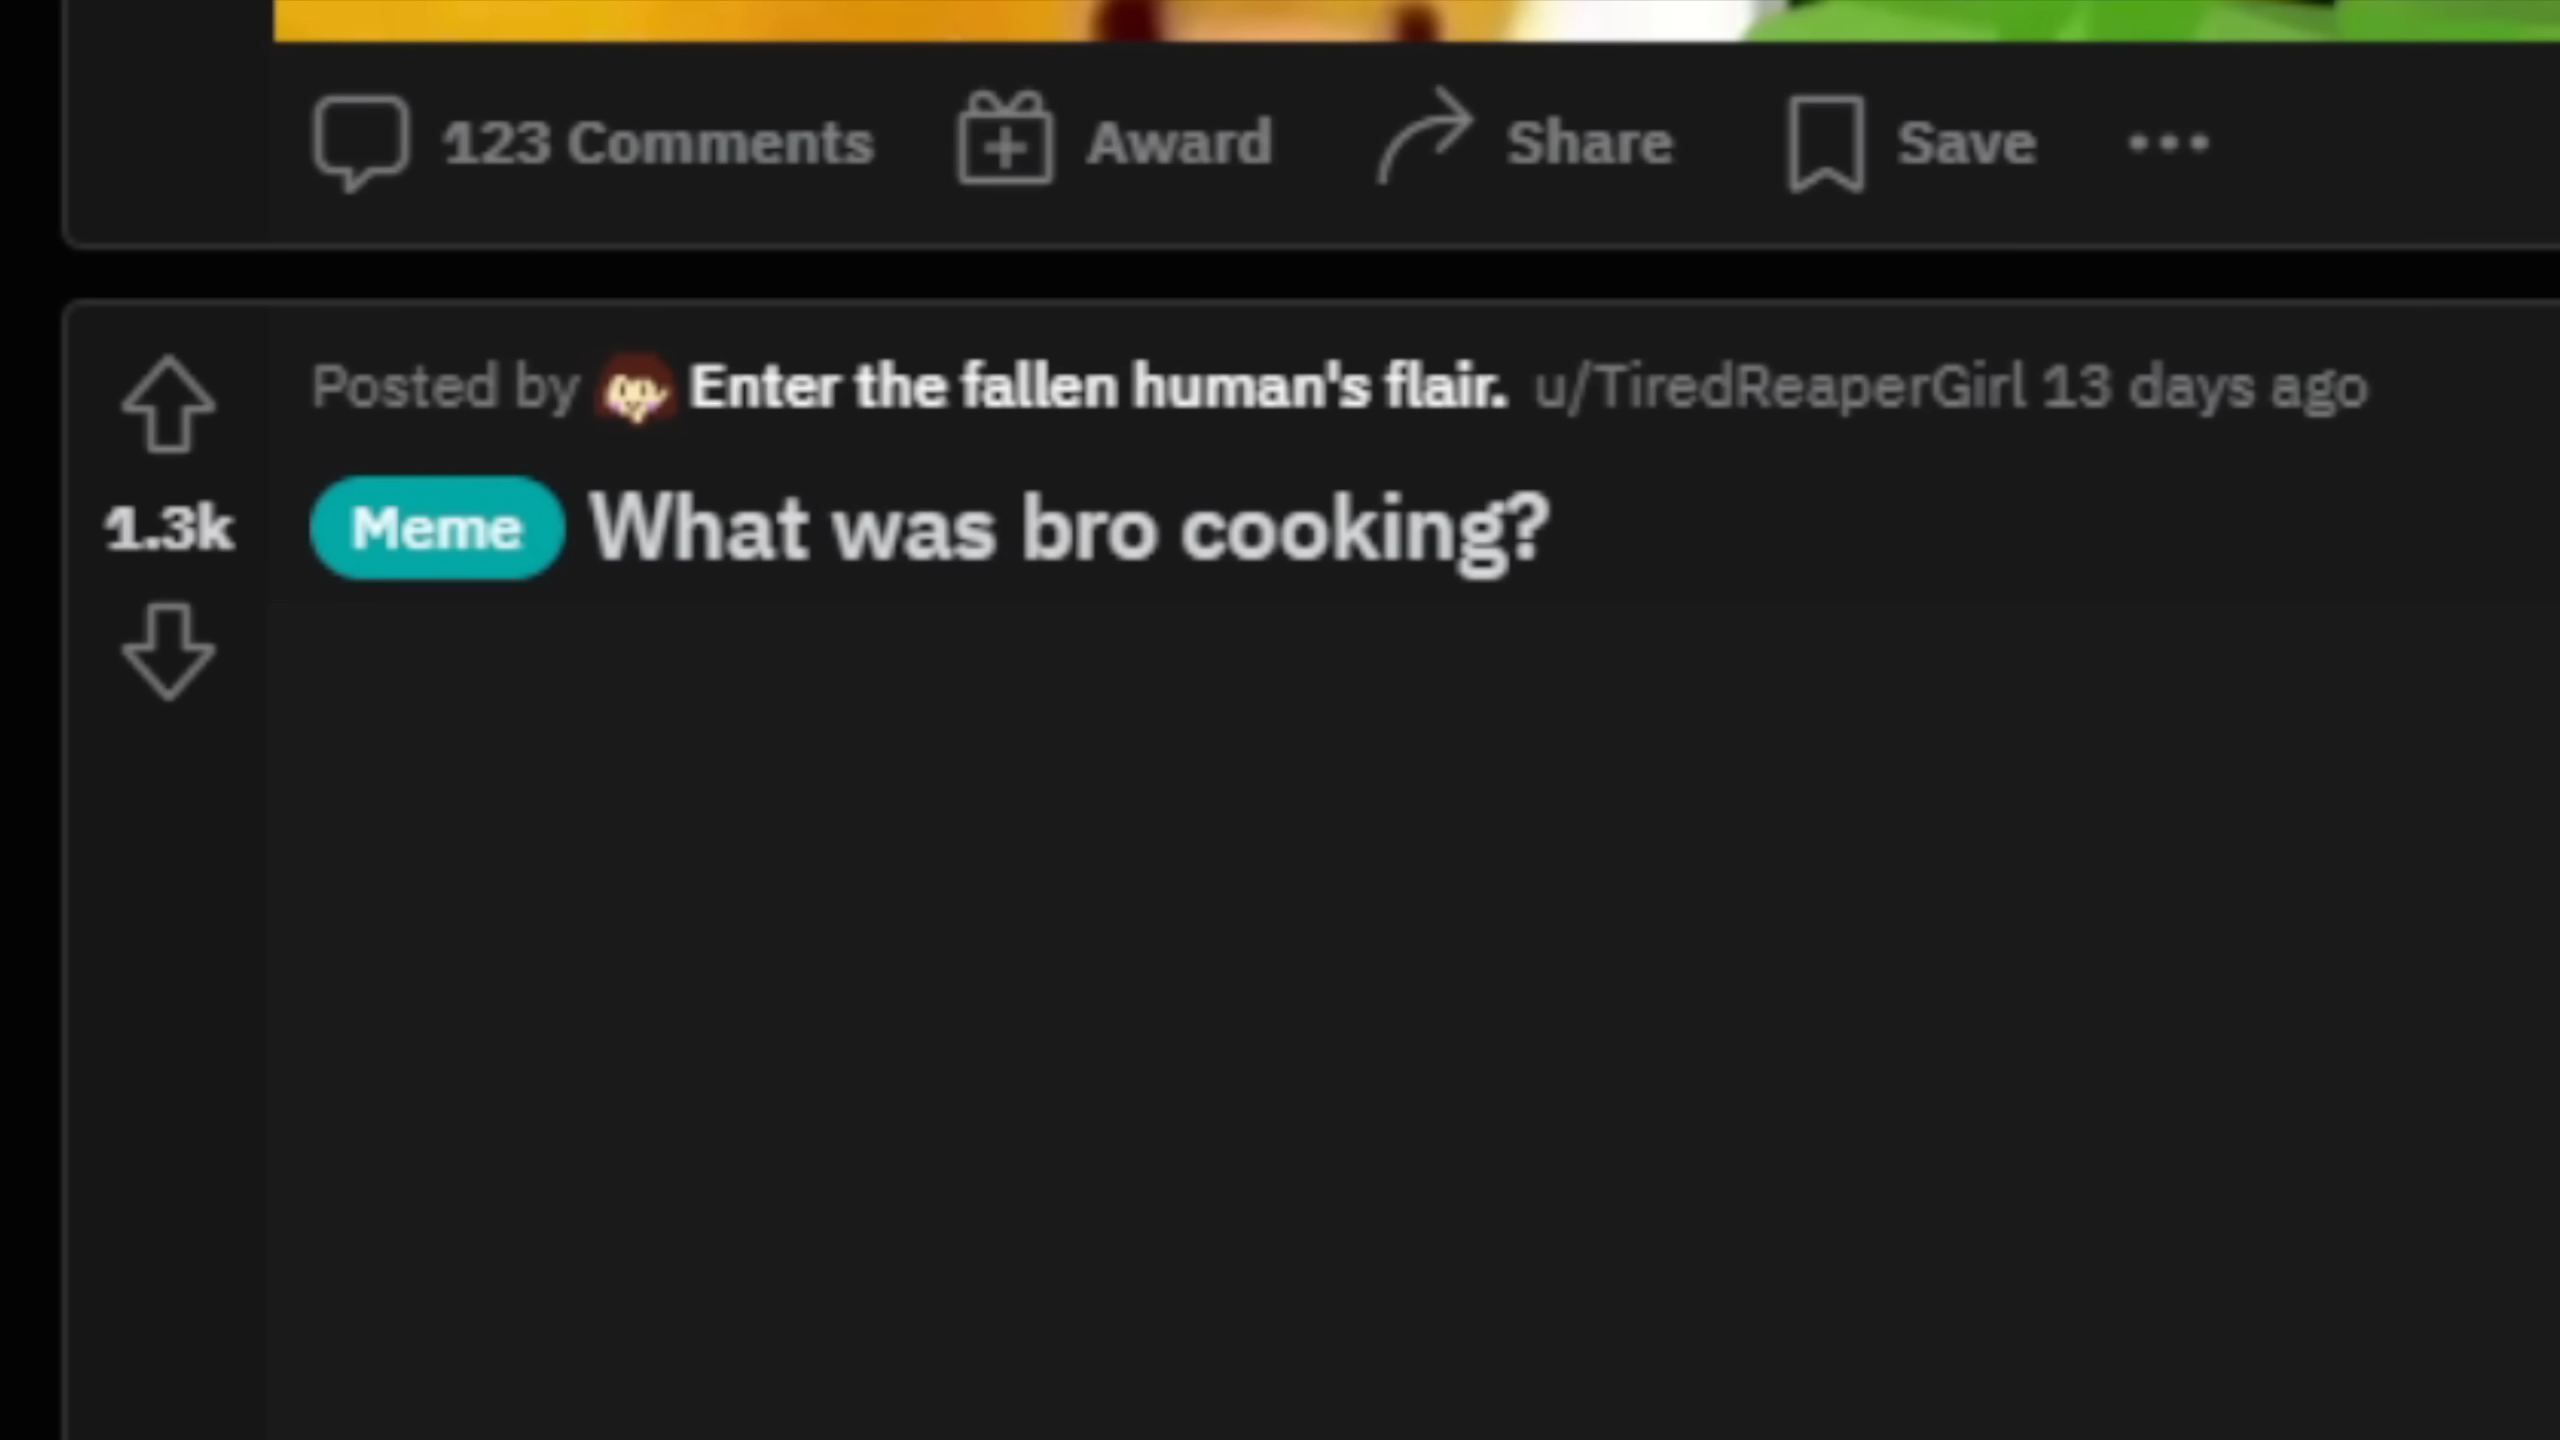 123 Comments Award Share Save
Posted by Enter the fallen human's flair. u/TiredReaperGirl 13 days ago
1.3k
Meme What was bro cooking?